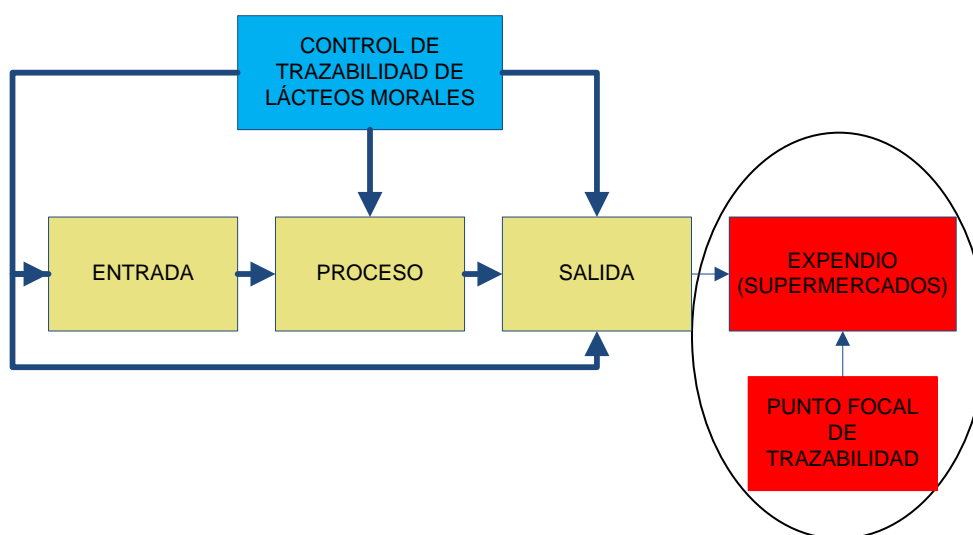 CONTROL DE
TRAZABILIDAD DE
LÁCTEOS MORALES
ENTRADA
PROCESO
SALIDA
EXPENDIO
(SUPERMERCADOS)
PUNTO FOCAL
DE
TRAZABILIDAD